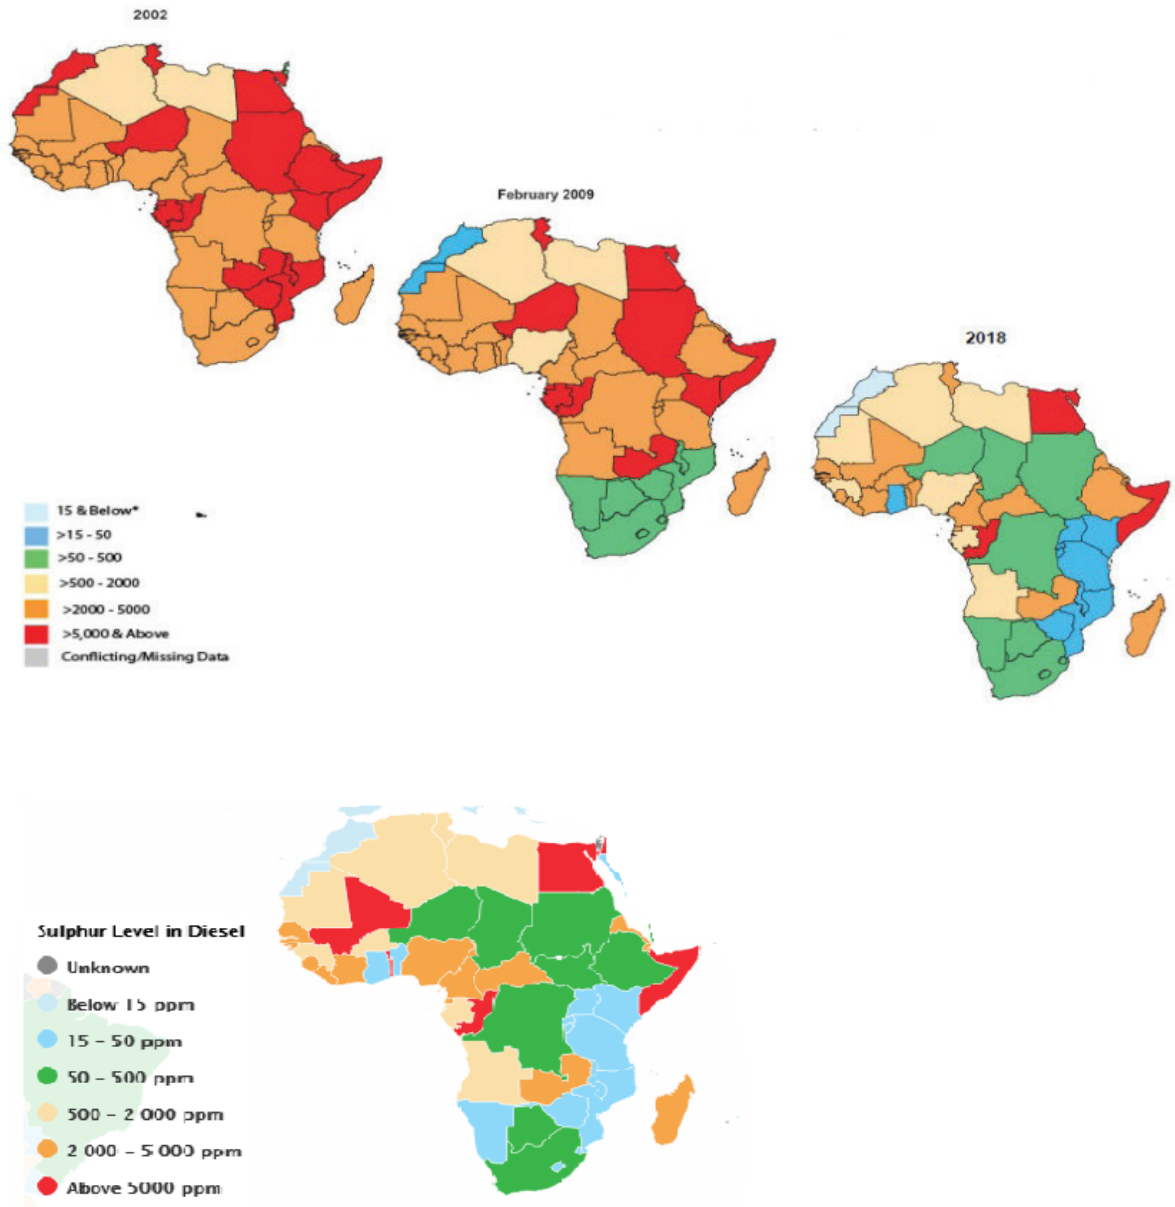 2002
February 2009
2018
15 & Below*
>15 - 50
>50 - 500
>500 - 2000
>2000 - 5000
>5,000 & Above
Conflicting/Missing Data
Sulphur Level in Diesel
Unknown
Below 15 ppm
15 – 50 ppm
50 – 500 ppm
500 – 2 000 ppm
2 000 – 5 000 ppm
Above 5000 ppm